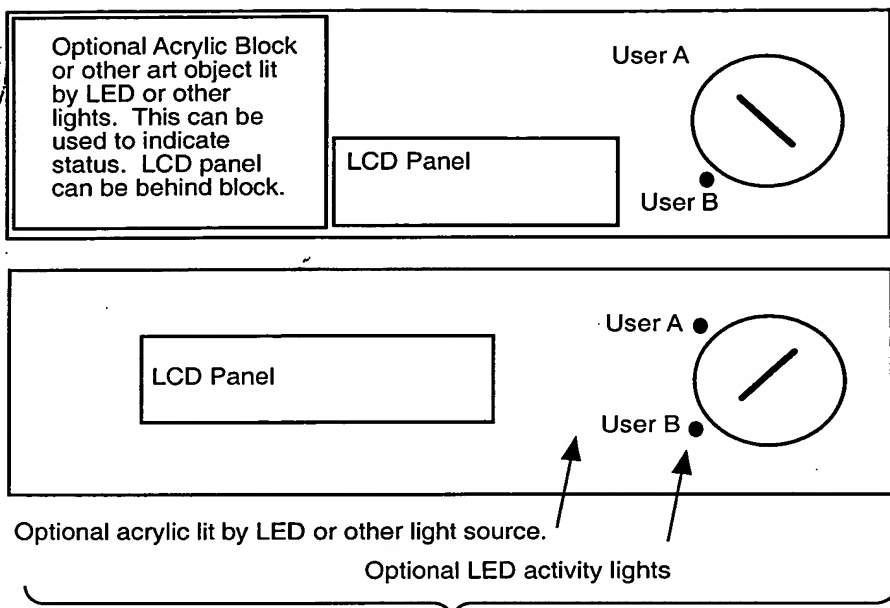 Optional Acrylic Block
or other art object lit
by LED or other
lights. This can be
used to indicate
status. LCD panel
can be behind block.
LCD Panel
User A
User B
LCD Panel
User A
User B
Optional acrylic lit by LED or other light source.
Optional LED activity lights